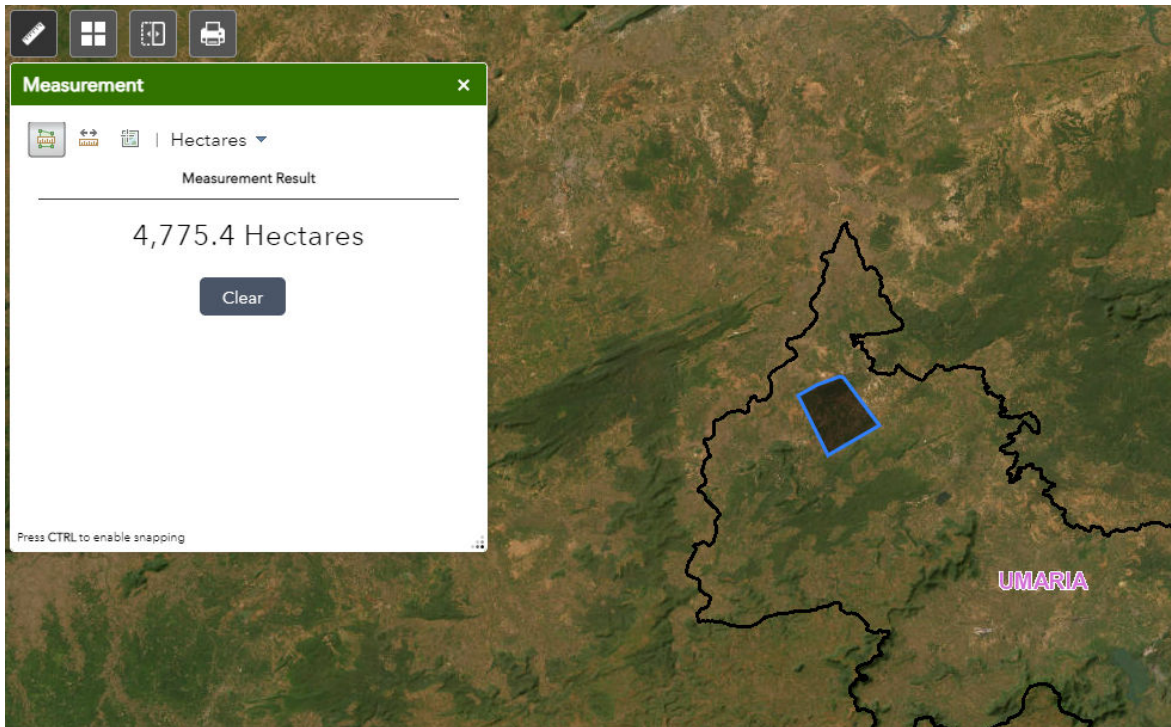 Measurement
Hectares
Measurement Result
4,775.4 Hectares
Clear
Press CTRL to enable snapping
UMARIA